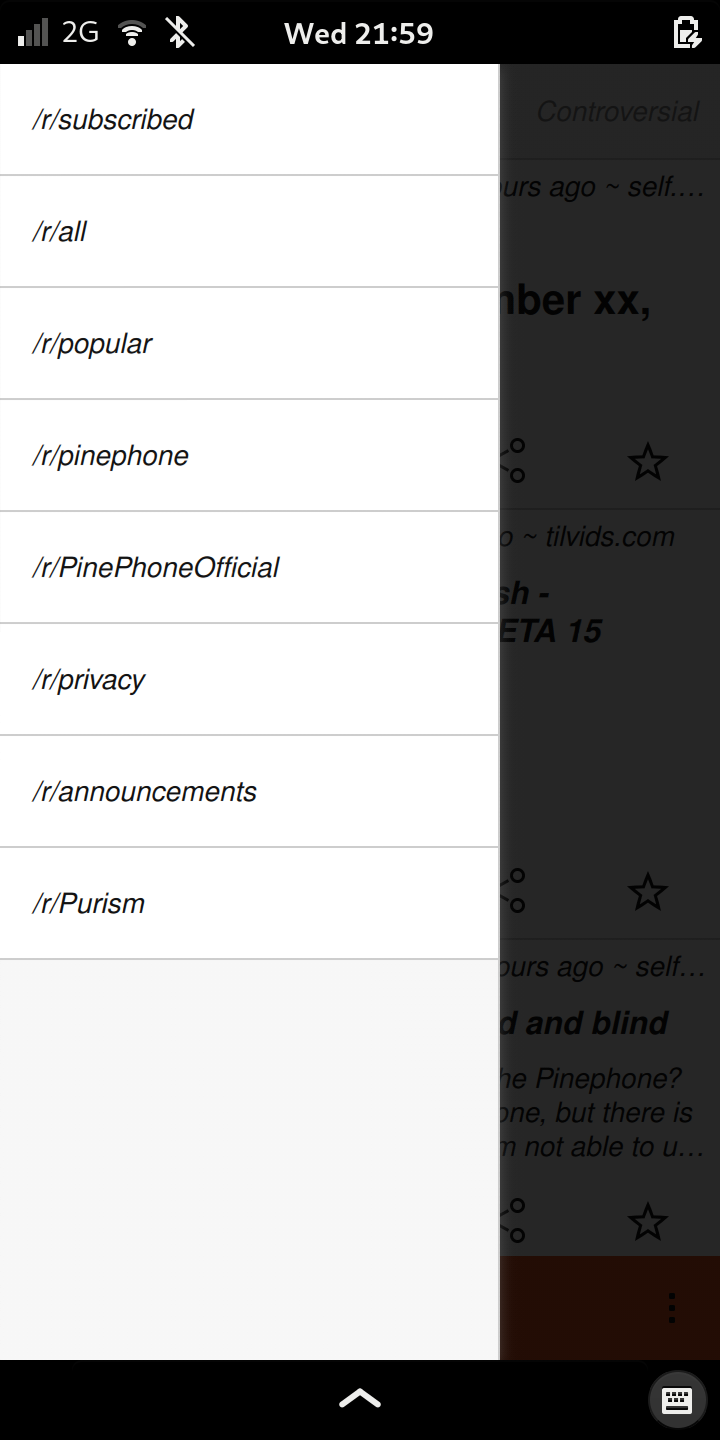 2G Wed 21:59
/r/subscribed
/r/all
/r/popular
/r/pinephone
/r/PinePhoneOfficial
/r/privacy
/r/announcements
/r/Purism
Controversial
ours ago ~ self.…
mber xx,
o ~ tilvids.com
sh -
ETA 15
ours ago ~ self…
d and blind
he Pinephone?
one, but there is
m not able to u…